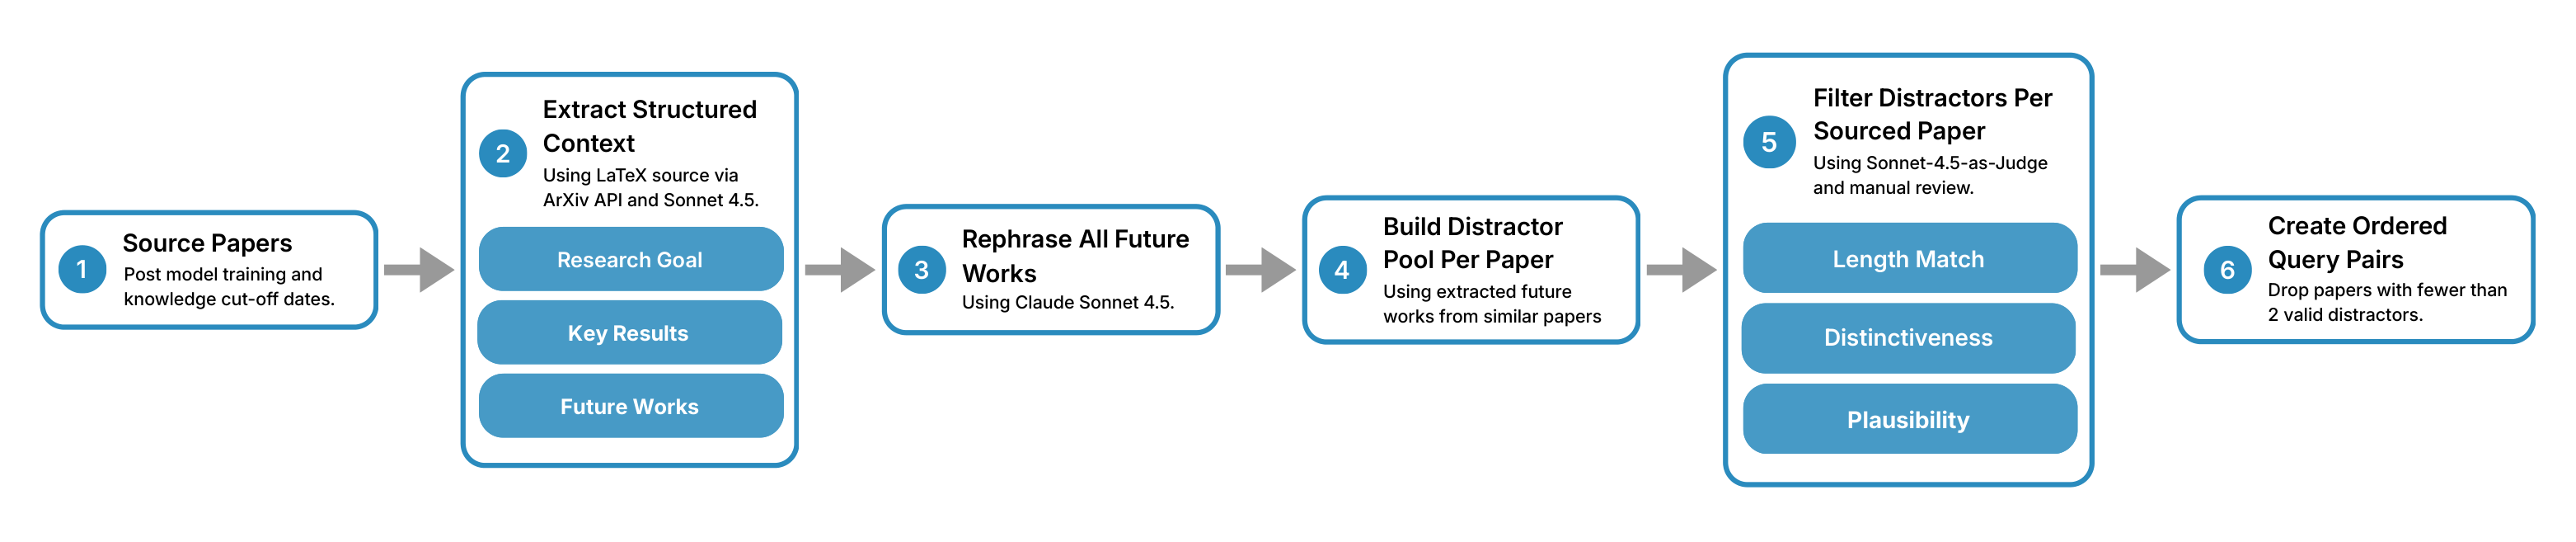 1
Source Papers
Post model training and
knowledge cut-off dates.
2
Extract Structured
Context
Using LaTeX source via
ArXiv API and Sonnet 4.5.
Research Goal
Key Results
Future Works
3
Rephrase All Future
Works
Using Claude Sonnet 4.5.
4
Build Distractor
Pool Per Paper
Using extracted future
works from similar papers
5
Filter Distractors Per
Sourced Paper
Using Sonnet-4.5-as-Judge
and manual review.
Length Match
Distinctiveness
Plausibility
6
Create Ordered
Query Pairs
Drop papers with fewer than
2 valid distractors.